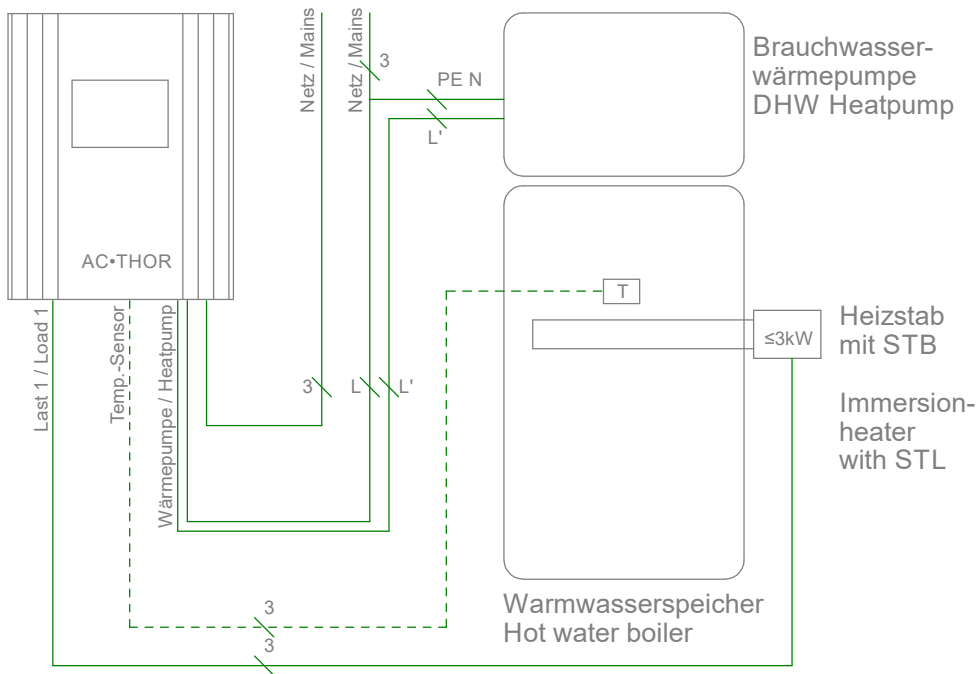 Netz / Mains
Netz / Mains
3
PE N
L'
Brauchwasser-
wärmepumpe
DHW Heatpump
AC•THOR
T
Last 1 / Load 1
Temp.-Sensor
Wärmepumpe / Heatpump
≤3kW
Heizstab
mit STB
3
L
L'
Immersion-
heater
with STL
3
3
Warmwasserspeicher
Hot water boiler